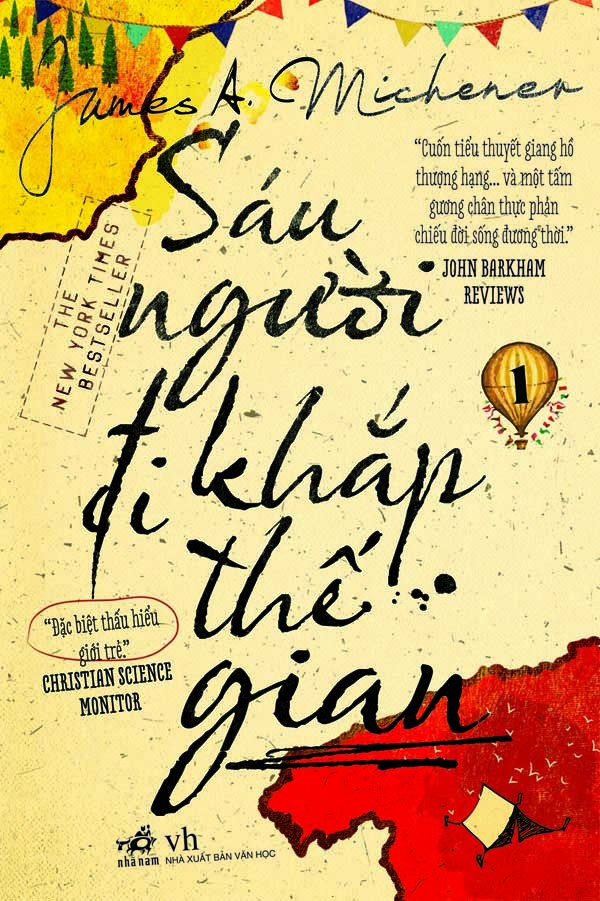 James A. Michener
Sáu
người
đi khắp
thế
gian
"Cuốn tiểu thuyết giang hồ
thượng hạng... và một tấm
gương chân thực phản
chiếu đời sống đương thời."
JOHN BARKHAM
REVIEWS
THE
NEW YORK TIMES
BESTSELLER
1
"Đặc biệt thấu hiểu
giới trẻ."
CHRISTIAN SCIENCE
MONITOR
nhã nam
vh
NHÀ XUẤT BẢN VĂN HỌC